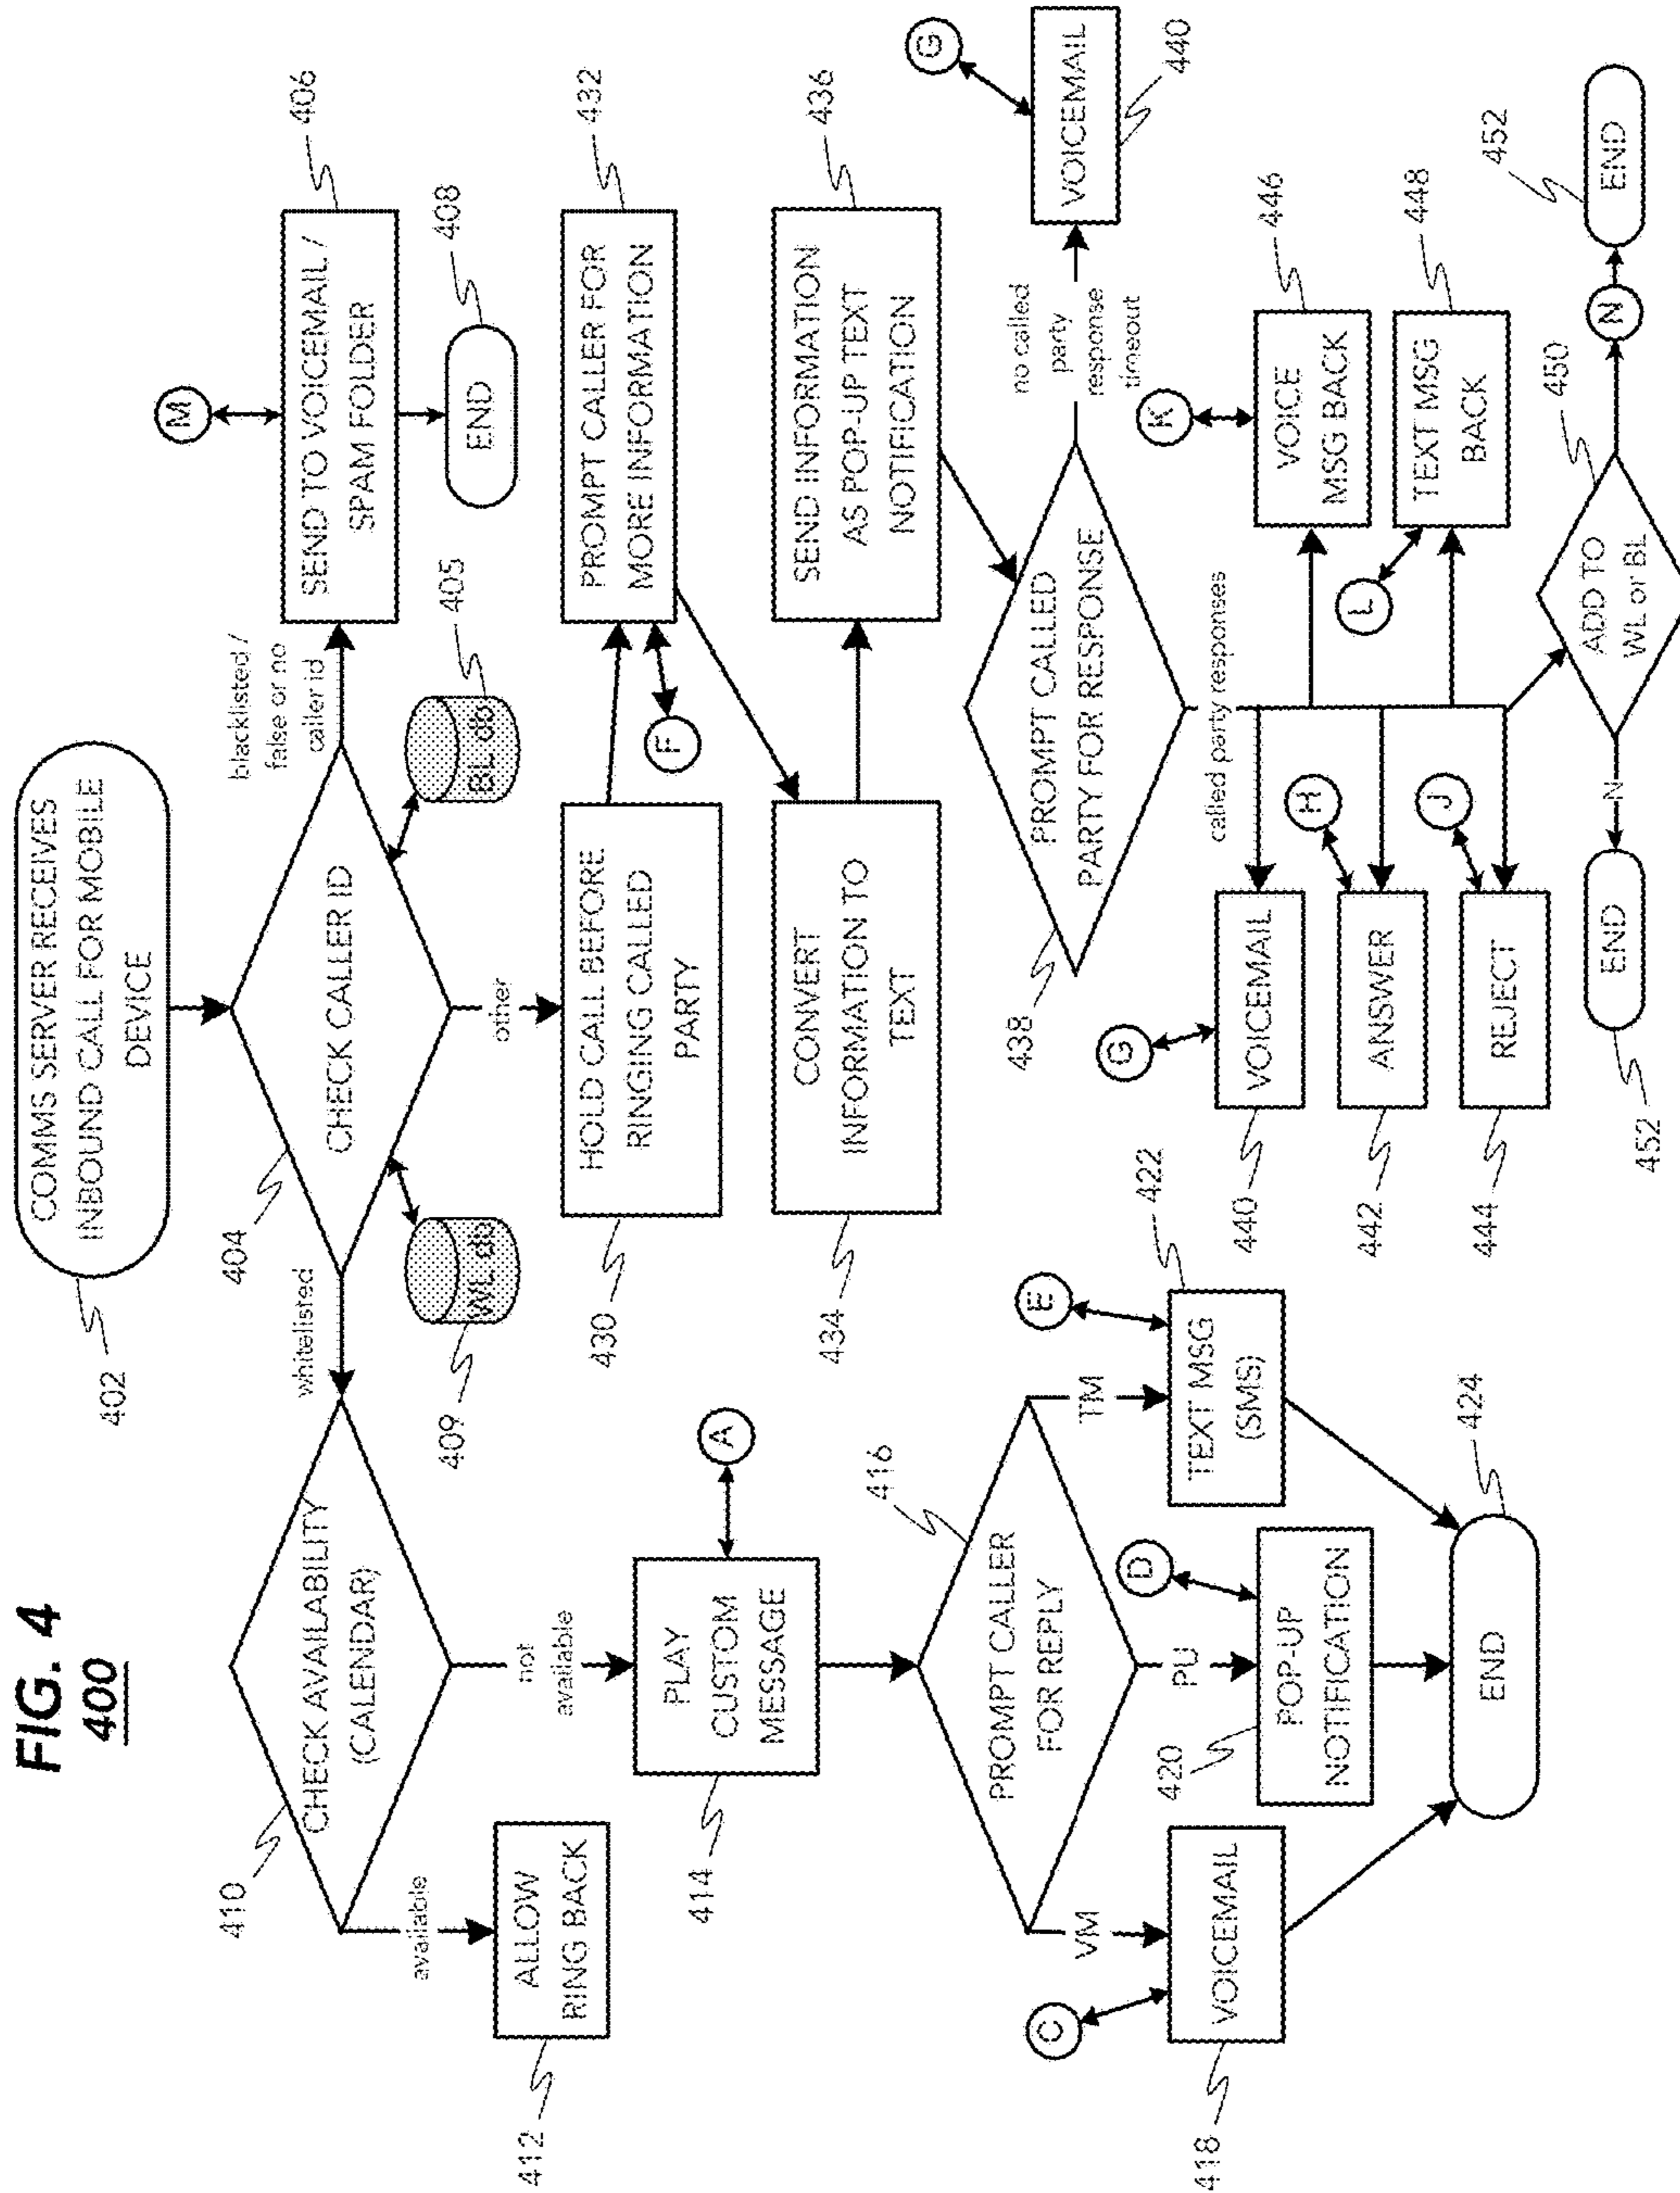 FIG. 4
400
COMMS SERVER RECEIVES
INBOUND CALL FOR MOBILE
DEVICE
402
CHECK CALLER ID
404
whitelisted
blacklisted/
false or no
caller id
other
WL db
409
BL db
405
M
SEND TO VOICEMAIL /
SPAM FOLDER
406
END
408
CHECK AVAILABILITY
(CALENDAR)
410
available
not
available
ALLOW
RING BACK
412
PLAY
CUSTOM
MESSAGE
414
A
PROMPT CALLER
FOR REPLY
416
VM
PU
TM
C
VOICEMAIL
418
D
POP-UP
NOTIFICATION
420
E
TEXT MSG
(SMS)
422
END
424
HOLD CALL BEFORE
RINGING CALLED
PARTY
430
PROMPT CALLER FOR
MORE INFORMATION
432
F
CONVERT
INFORMATION TO
TEXT
434
SEND INFORMATION
AS POP-UP TEXT
NOTIFICATION
436
PROMPT CALLED
PARTY FOR RESPONSE
438
no called
party
response
timeout
G
VOICEMAIL
440
called party responses
G
VOICEMAIL
440
H
ANSWER
442
J
REJECT
444
K
VOICE
MSG BACK
446
L
TEXT MSG
BACK
448
ADD TO
WL or BL
450
N
END
452
N
END
452